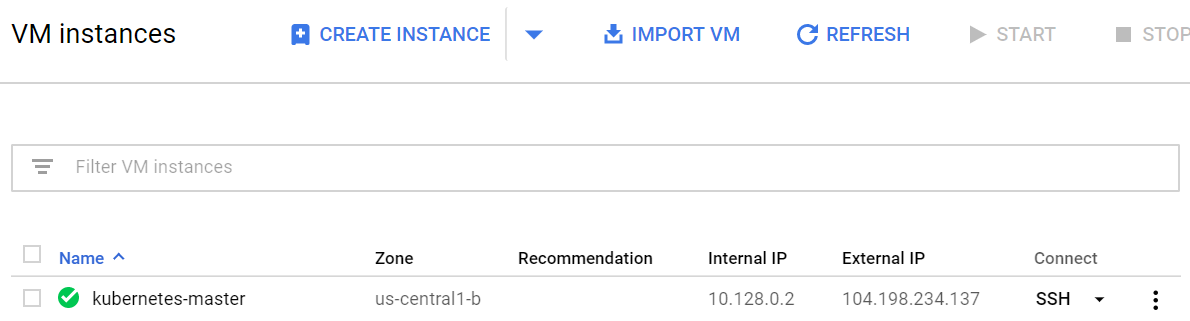 VM instances CREATE INSTANCE IMPORT VM REFRESH START STOP
Filter VM instances
Name Zone Recommendation Internal IP External IP Connect
kubernetes-master us-central1-b 10.128.0.2 104.198.234.137 SSH